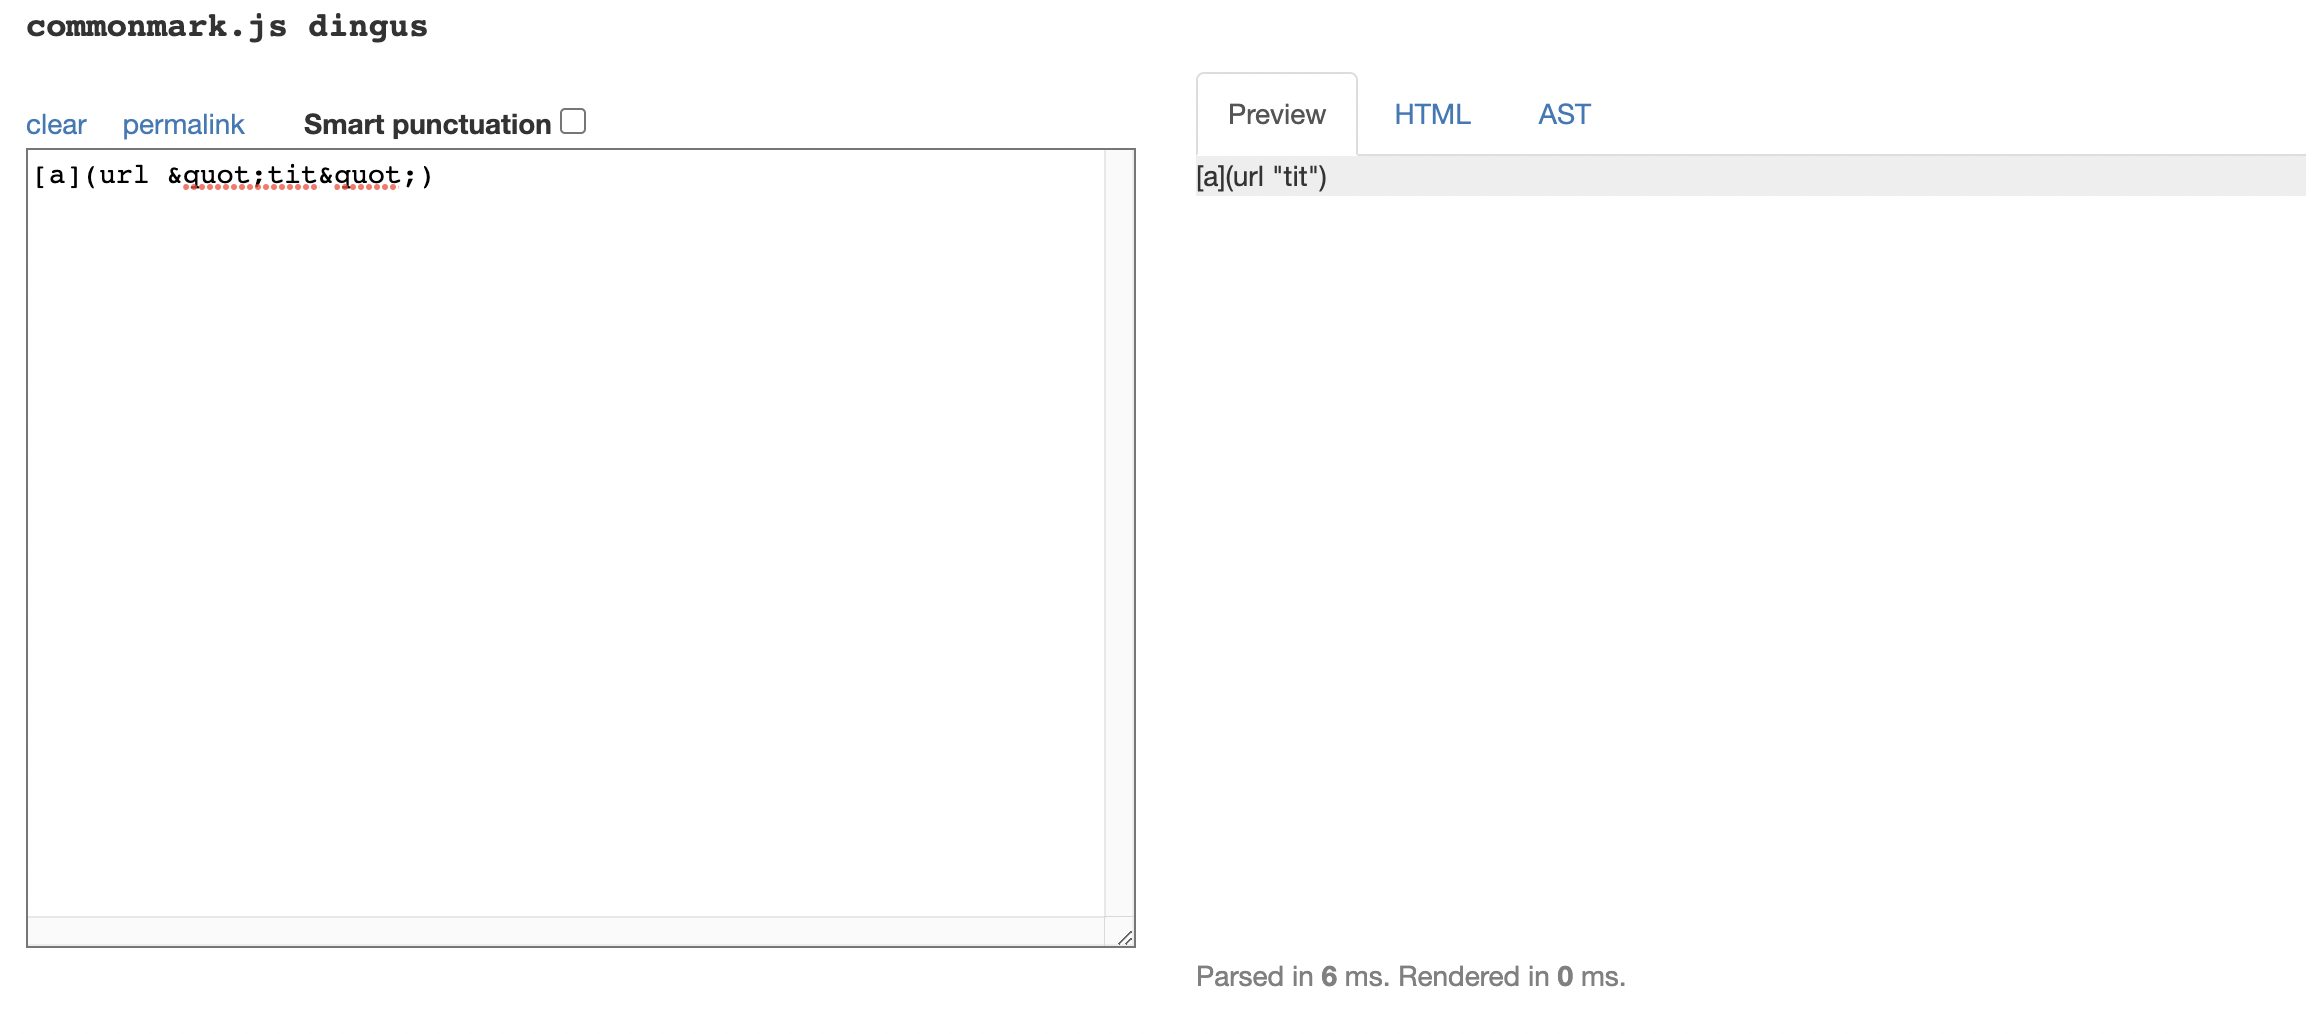 commonmark.js dingus
clear permalink Smart punctuation
Preview HTML AST
[a](url &quot;tit&quot;)
[a](url "tit")
Parsed in 6 ms. Rendered in 0 ms.